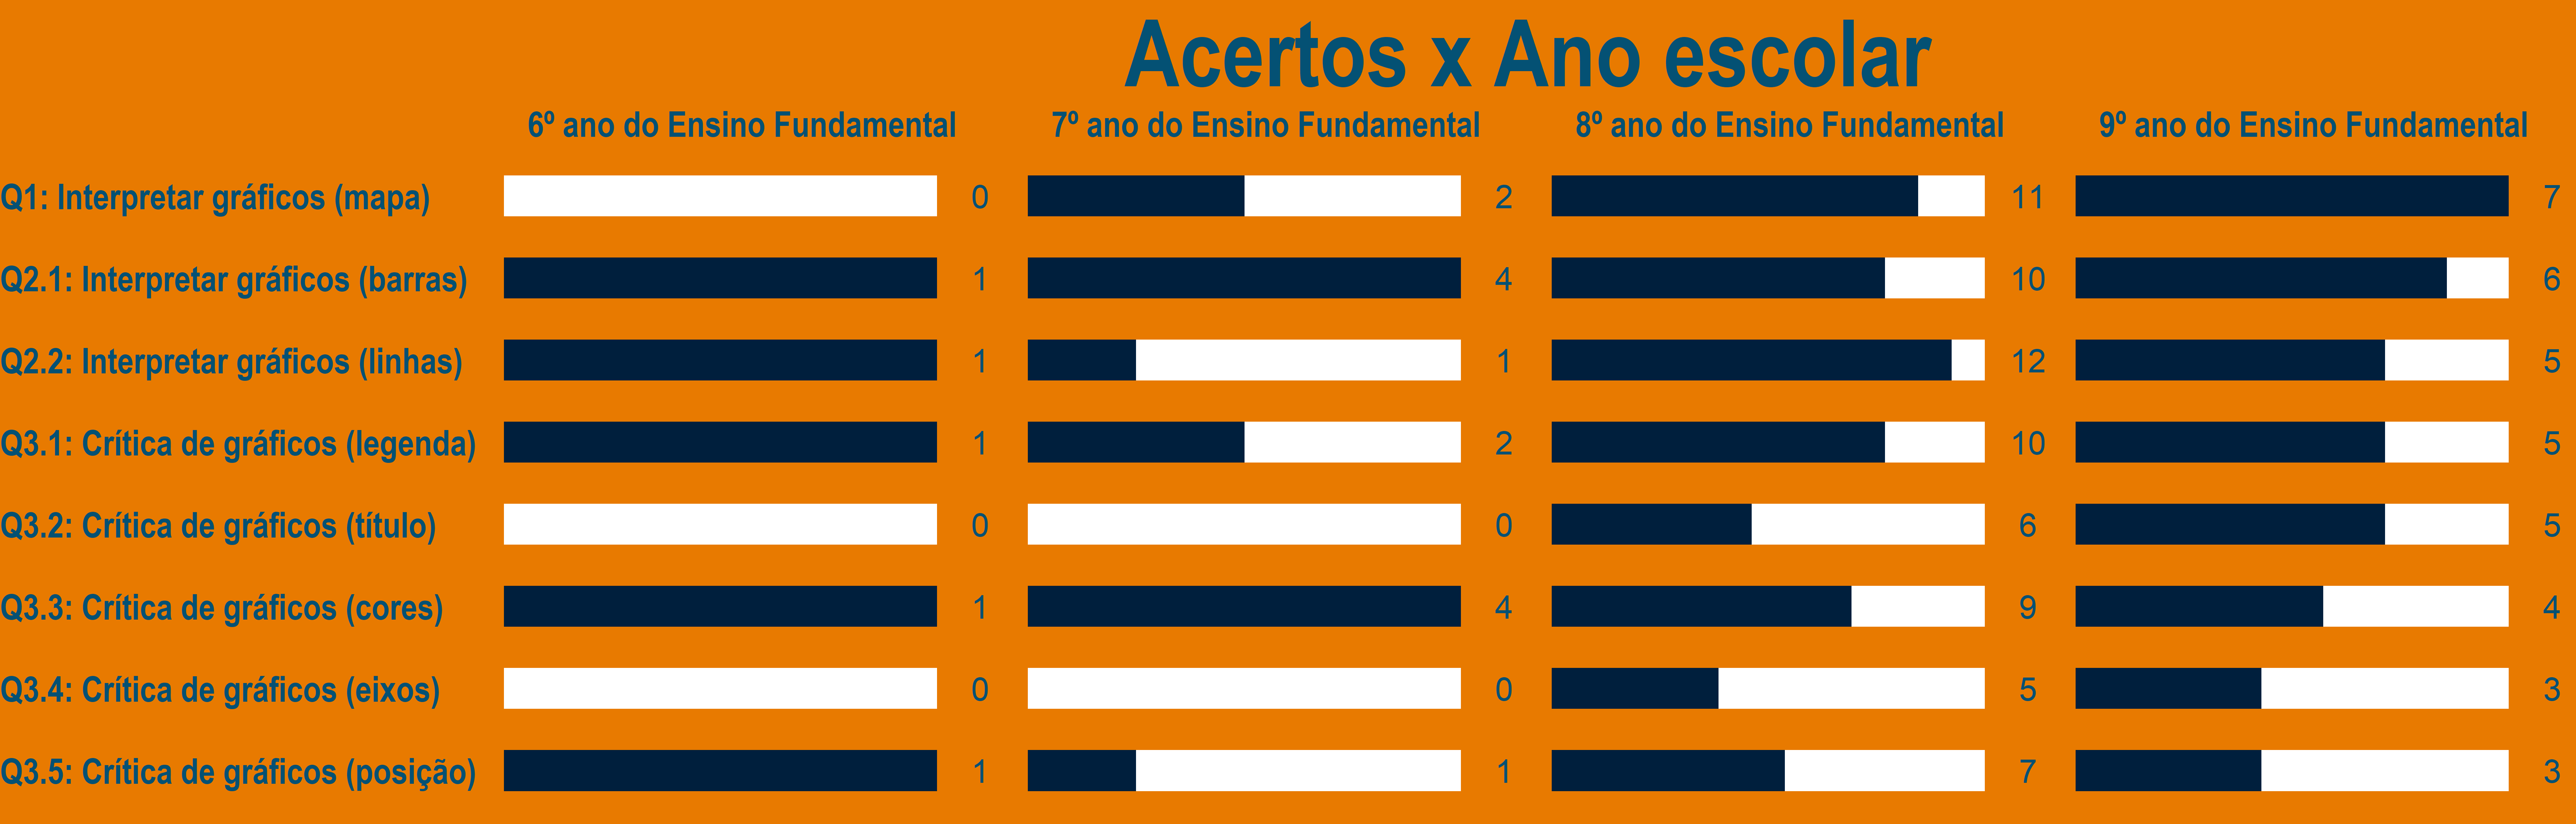 Acertos x Ano escolar
6º ano do Ensino Fundamental 7º ano do Ensino Fundamental 8º ano do Ensino Fundamental 9º ano do Ensino Fundamental
Q1: Interpretar gráficos (mapa) 0 2 11 7
Q2.1: Interpretar gráficos (barras) 1 4 10 6
Q2.2: Interpretar gráficos (linhas) 1 1 12 5
Q3.1: Crítica de gráficos (legenda) 1 2 10 5
Q3.2: Crítica de gráficos (título) 0 0 6 5
Q3.3: Crítica de gráficos (cores) 1 4 9 4
Q3.4: Crítica de gráficos (eixos) 0 0 5 3
Q3.5: Crítica de gráficos (posição) 1 1 7 3